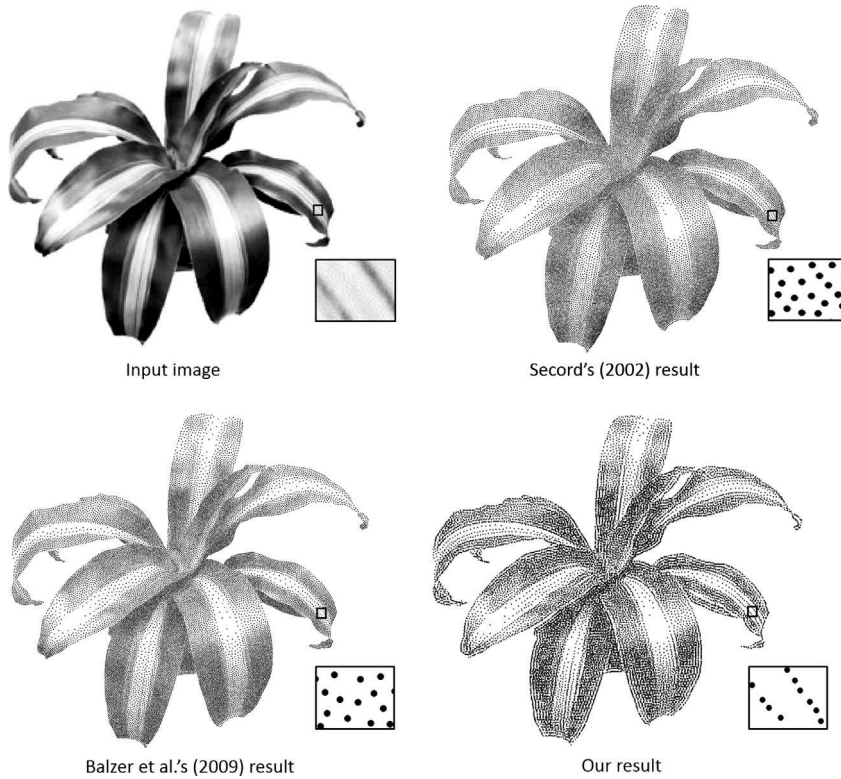 Input image
Secord's (2002) result
Balzer et al.'s (2009) result
Our result